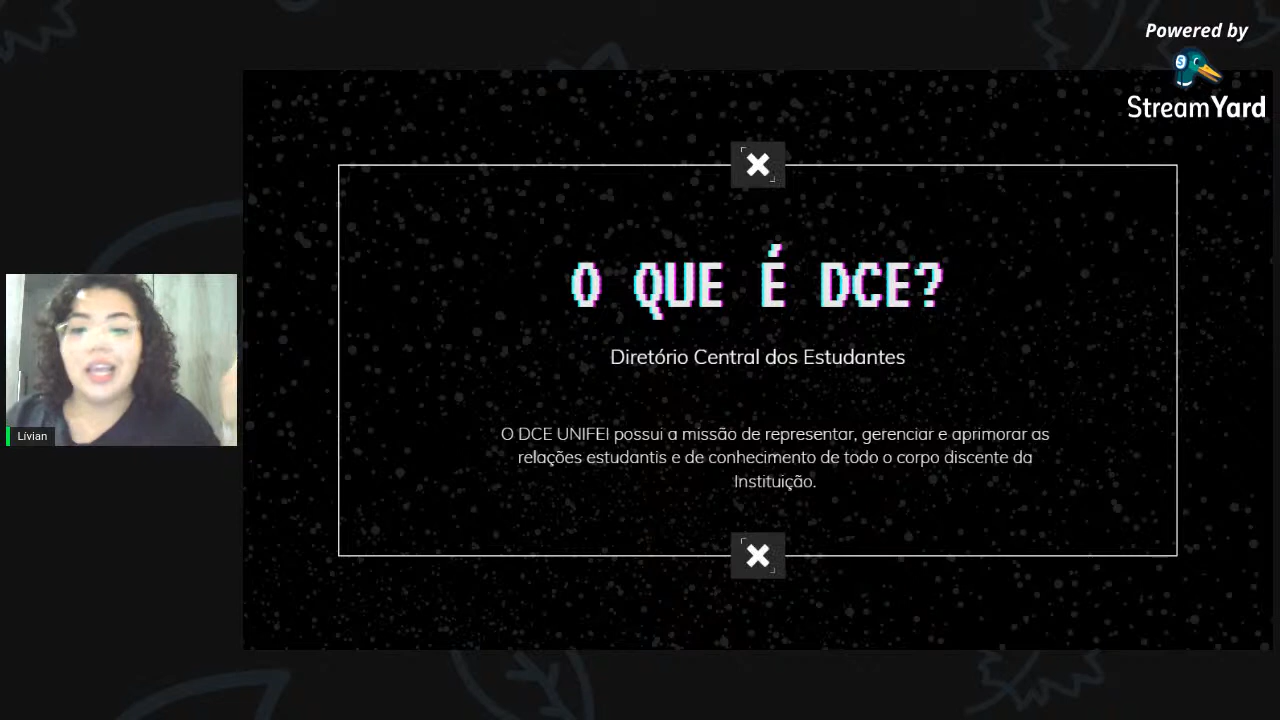 Powered by
StreamYard
O QUE É DCE?
Diretório Central dos Estudantes
O DCE UNIFEI possui a missão de representar, gerenciar e aprimorar as
relações estudantis e de conhecimento de todo o corpo discente da
Instituição.
Lívian